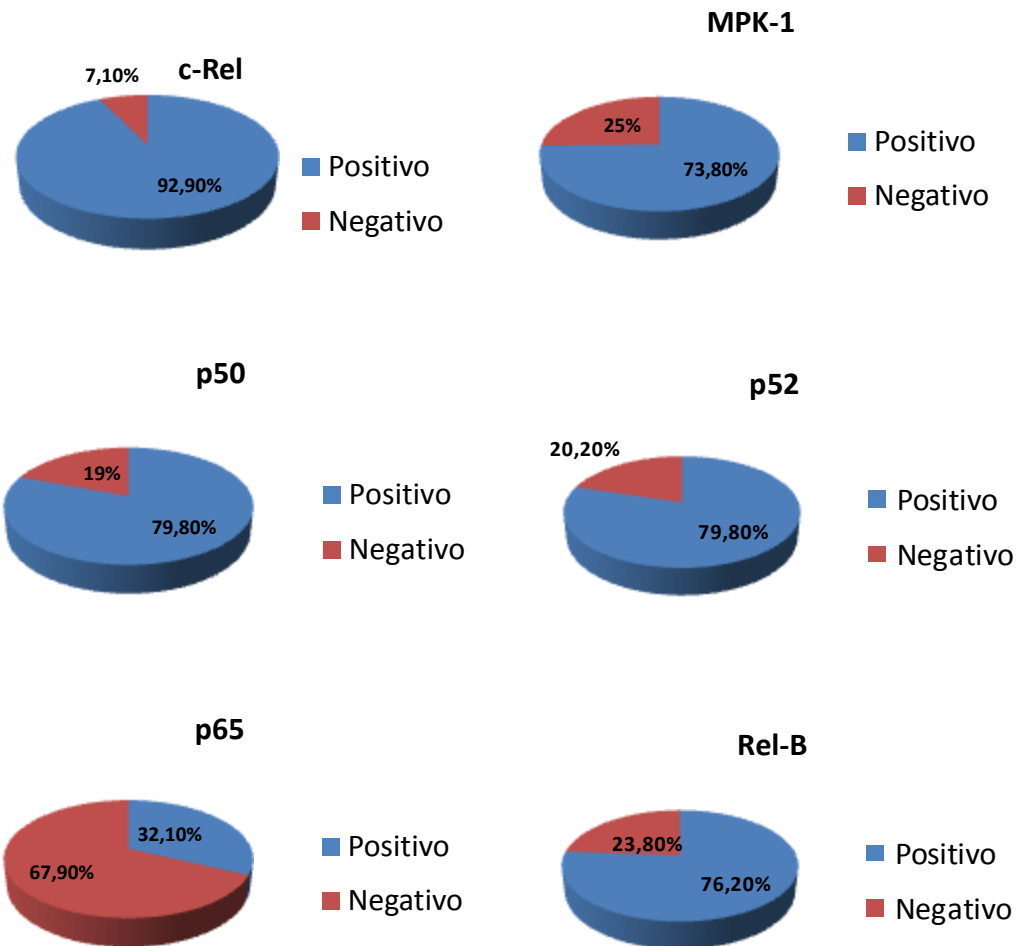 c-Rel
7,10%
92,90%
Positivo
Negativo
MPK-1
25%
73,80%
Positivo
Negativo
p50
19%
79,80%
Positivo
Negativo
p52
20,20%
79,80%
Positivo
Negativo
p65
32,10%
67,90%
Positivo
Negativo
Rel-B
23,80%
76,20%
Positivo
Negativo